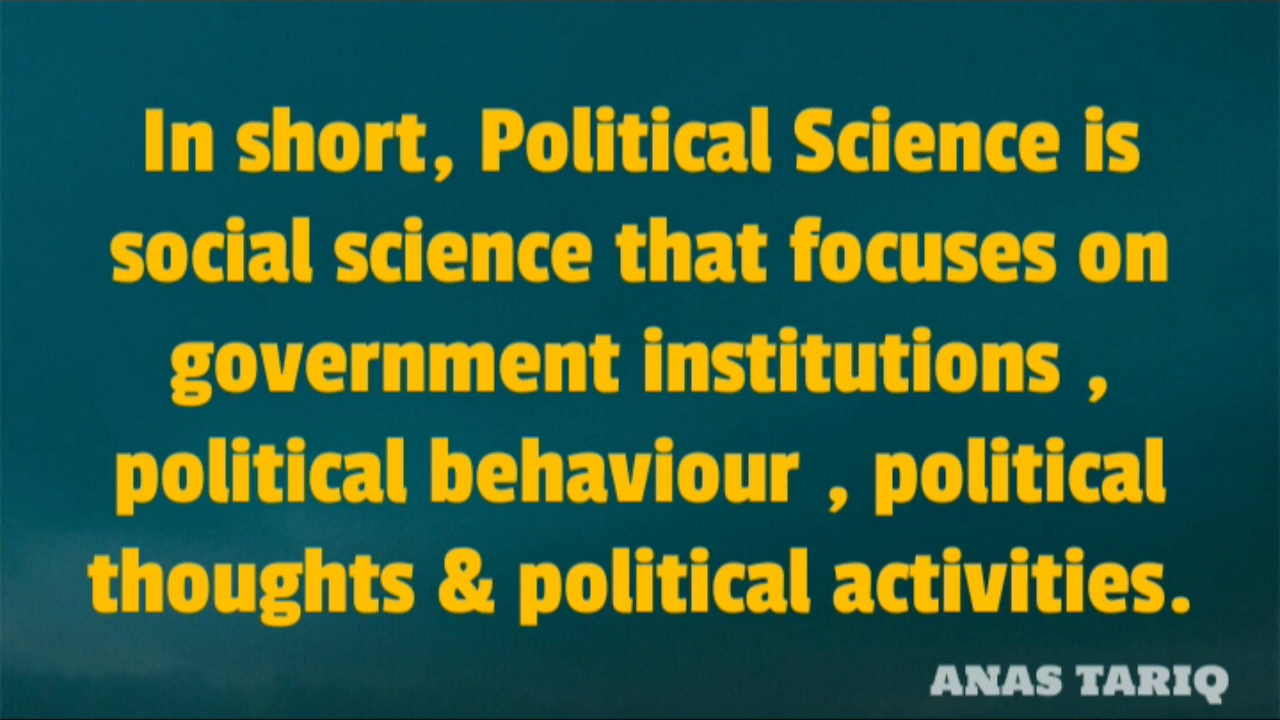 In short, Political Science is
social science that focuses on
government institutions ,
political behaviour , political
thoughts & political activities.
ANAS TARIQ